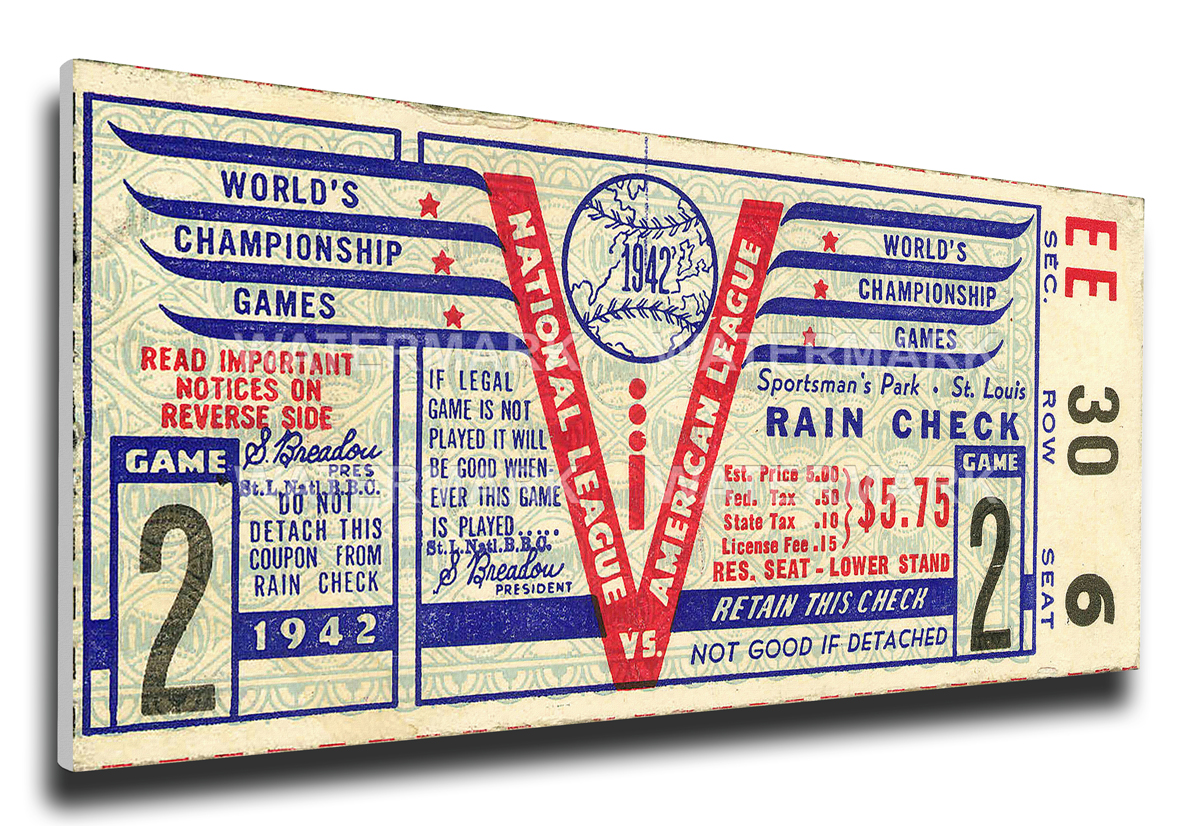 WORLD'S
CHAMPIONSHIP
GAMES
READ IMPORTANT
NOTICES ON
REVERSE SIDE
S. Breadon
PRES
St.L.Natl.B.B.C.
GAME
2
DO NOT
DETACH THIS
COUPON FROM
RAIN CHECK
1942
IF LEGAL
GAME IS NOT
PLAYED IT WILL
BE GOOD WHEN-
EVER THIS GAME
IS PLAYED.....
St.L.Natl.B.B.C.
S Breadon
PRESIDENT
NATIONAL LEAGUE
VS.
AMERICAN LEAGUE
1942
WORLD'S
CHAMPIONSHIP
GAMES
Sportsman's Park • St. Louis
RAIN CHECK
Est. Price 5.00
Fed. Tax .50
State Tax .10
License Fee .15
$5.75
RES. SEAT - LOWER STAND
RETAIN THIS CHECK
NOT GOOD IF DETACHED
GAME
2
SEC. EE
ROW 30
SEAT 6
WATERMARK WATERMARK
WATERMARK WATERMARK